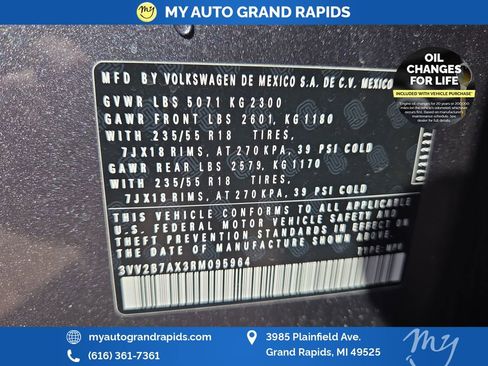 my MY AUTO GRAND RAPIDS
OIL
CHANGES
FOR LIFE
INCLUDED WITH VEHICLE PURCHASE*
MFD BY VOLKSWAGEN DE MEXICO S.A. DE C.V. MEXICO
GVWR LBS 5071 KG 2300
GAWR FRONT LBS 2601, KG 1180
WITH 235/55 R18 TIRES,
7JX18 RIMS, AT 270 KPA, 39 PSI COLD
GAWR REAR LBS 2579, KG 1170
WITH 235/55 R18 TIRES,
7JX18 RIMS, AT 270 KPA, 39 PSI COLD
THIS VEHICLE CONFORMS TO ALL APPLICABLE
U.S. FEDERAL MOTOR VEHICLE SAFETY AND
THEFT PREVENTION STANDARDS IN EFFECT ON
THE DATE OF MANUFACTURE SHOWN ABOVE
3VV2B7AX3RM095964 TYPE: MPV
myautograndrapids.com
(616) 361-7361
3985 Plainfield Ave.
Grand Rapids, MI 49525
my